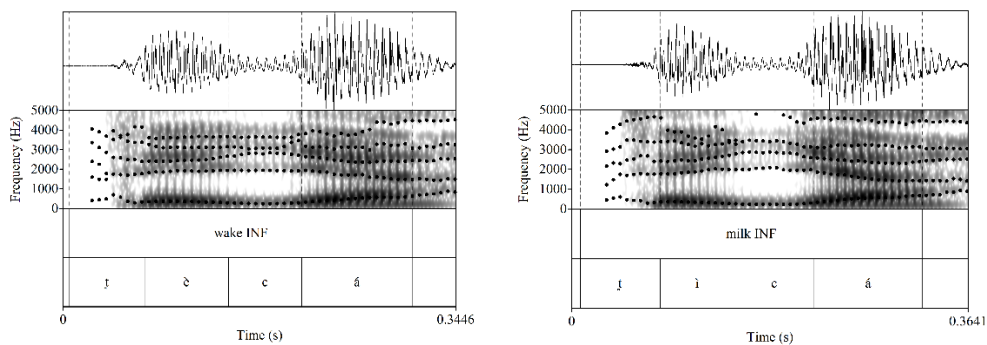 5000
4000
3000
2000
1000
0
Frequency (Hz)
wake INF
t̪ è c á
0 0.3446
Time (s)
5000
4000
3000
2000
1000
0
Frequency (Hz)
milk INF
t̪ ì c á
0 0.3641
Time (s)